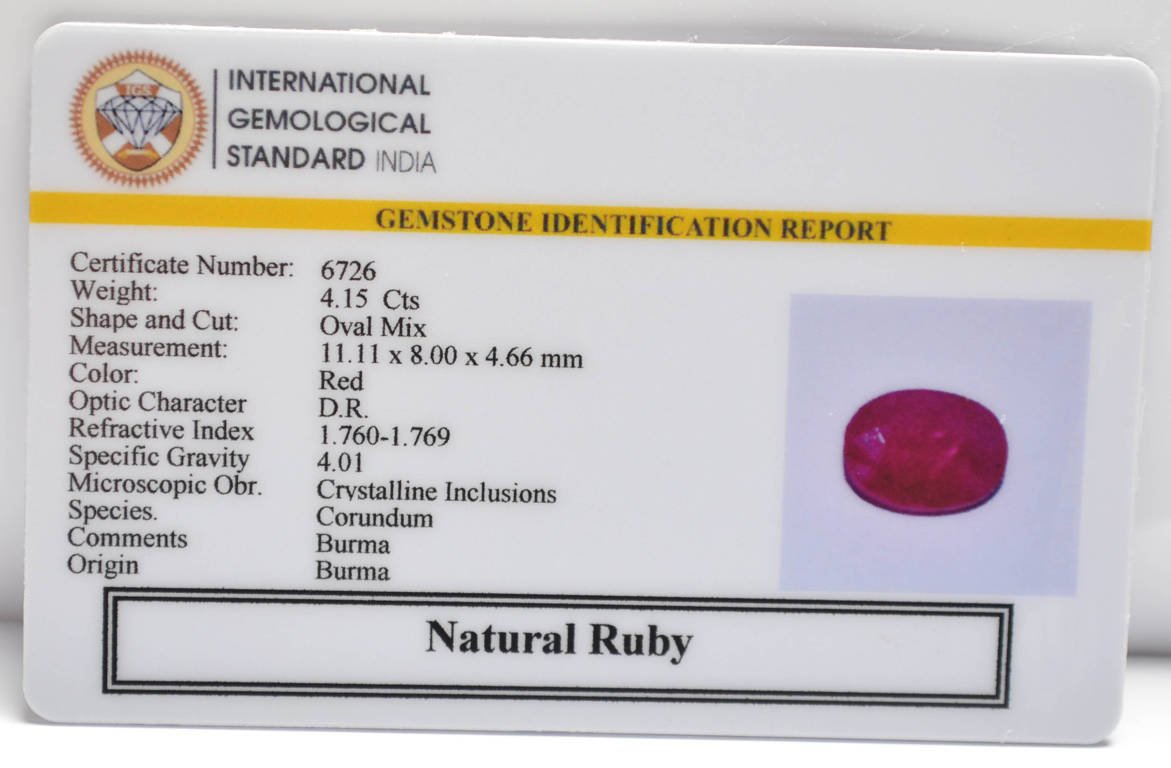 IGS
INTERNATIONAL
GEMOLOGICAL
STANDARD INDIA
GEMSTONE IDENTIFICATION REPORT
Certificate Number: 6726
Weight: 4.15 Cts
Shape and Cut: Oval Mix
Measurement: 11.11 x 8.00 x 4.66 mm
Color: Red
Optic Character D.R.
Refractive Index 1.760-1.769
Specific Gravity 4.01
Microscopic Obr. Crystalline Inclusions
Species. Corundum
Comments Burma
Origin Burma
Natural Ruby